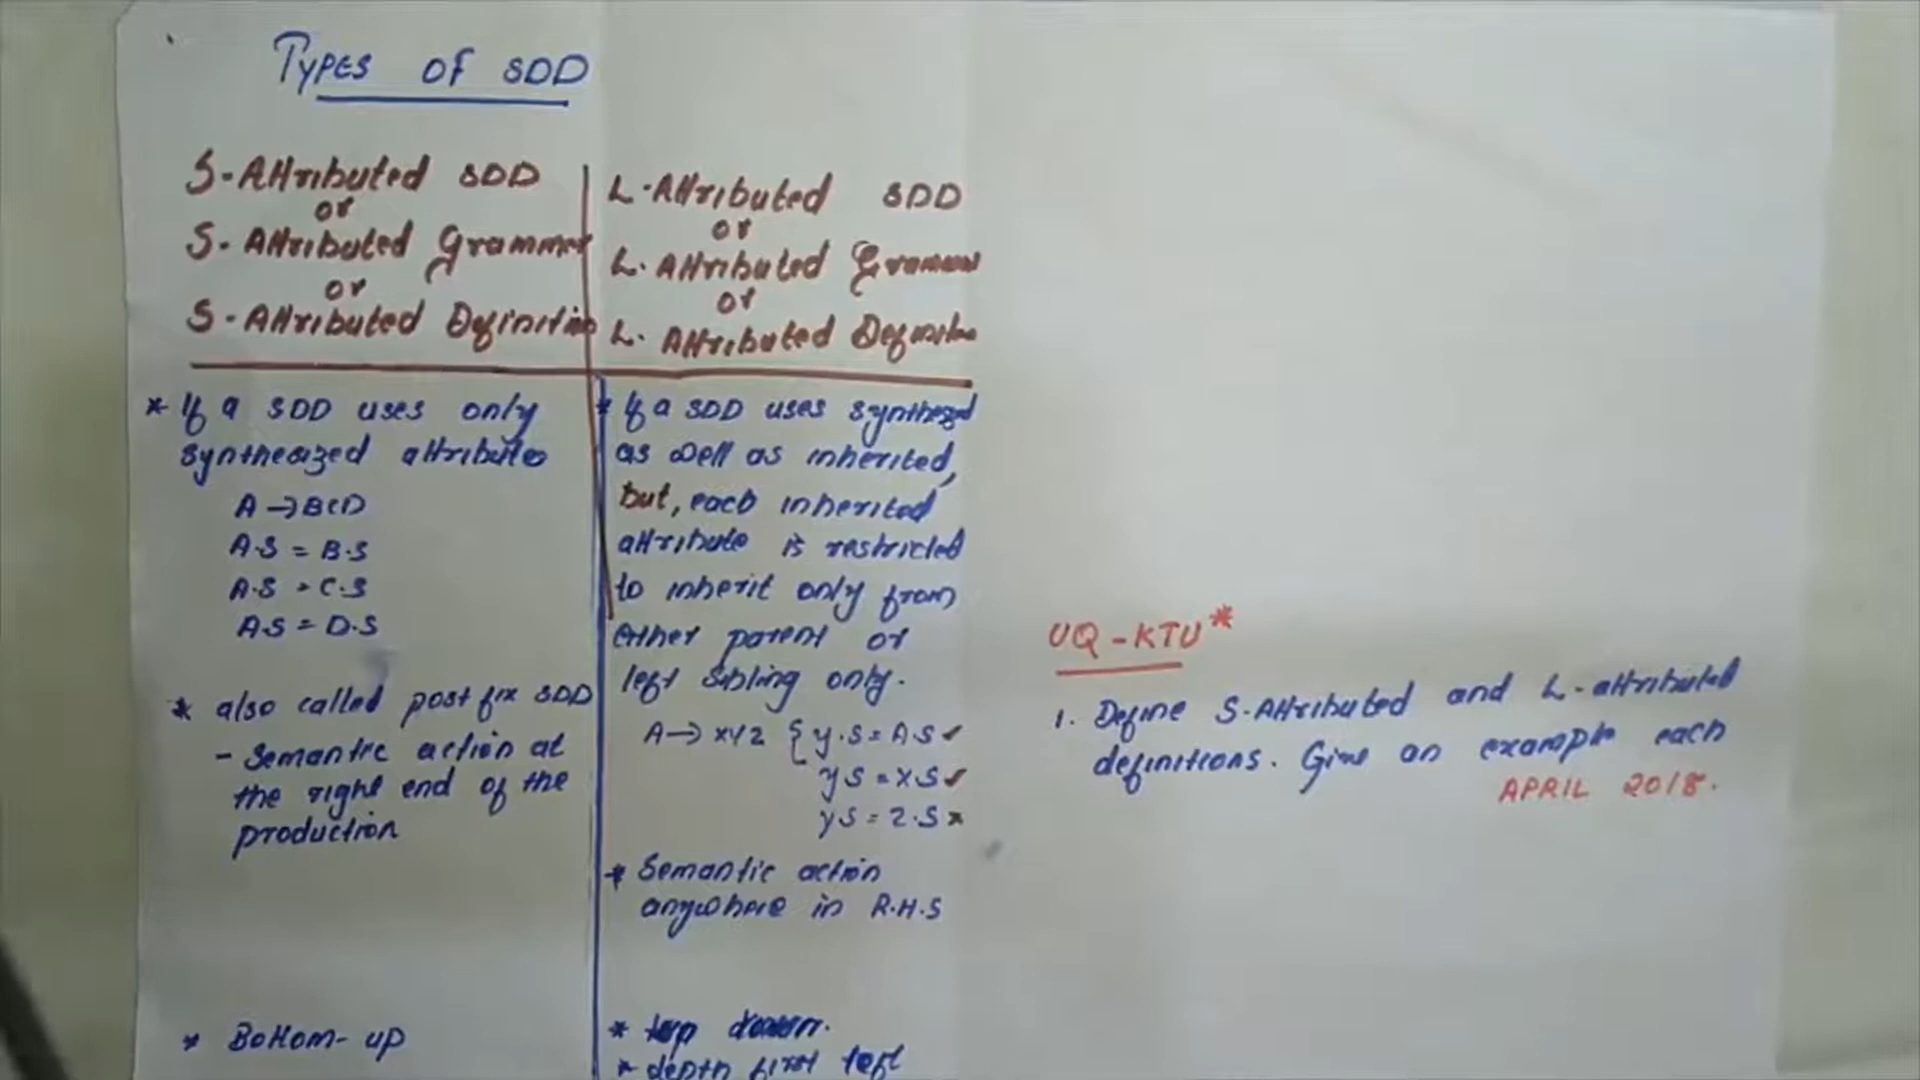 TYPES OF SDD
S-Attributed SDD
or
S-Attributed Grammar
or
S-Attributed Definition
* If a SDD uses only
synthesized attributes
A → BCD
A.S = B.S
A.S = C.S
A.S = D.S
* also called postfix SDD
- Semantic action at
the right end of the
production
* Bottom-up
L-Attributed SDD
or
L-Attributed
or
L-Attributed
* If a SDD uses synthesized
as well as inherited,
but, each inherited
attribute is restricted
to inherit only from
either parent or
left sibling only.
A → XYZ { Y.S = A.S ✓
Y.S = X.S ✓
Y.S = Z.S x
* Semantic action
anywhere in R.H.S
* top down.
* depth first left
UQ - KTU *
1. Define S-Attributed and L-attributed
definitions. Give an example each
APRIL 2018.